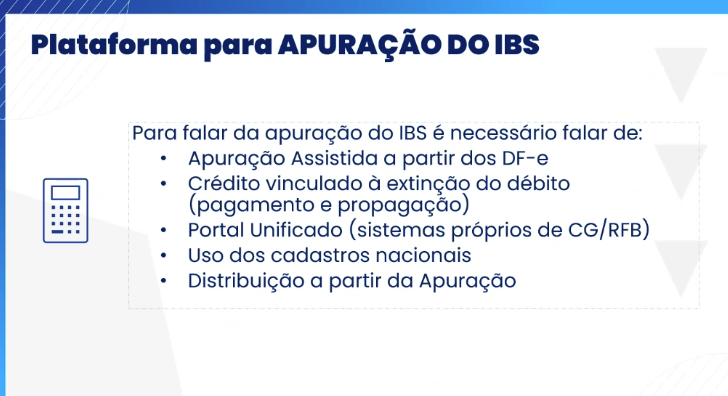 Plataforma para APURAÇÃO DO IBS
Para falar da apuração do IBS é necessário falar de:
• Apuração Assistida a partir dos DF-e
• Crédito vinculado à extinção do débito
(pagamento e propagação)
• Portal Unificado (sistemas próprios de CG/RFB)
• Uso dos cadastros nacionais
• Distribuição a partir da Apuração